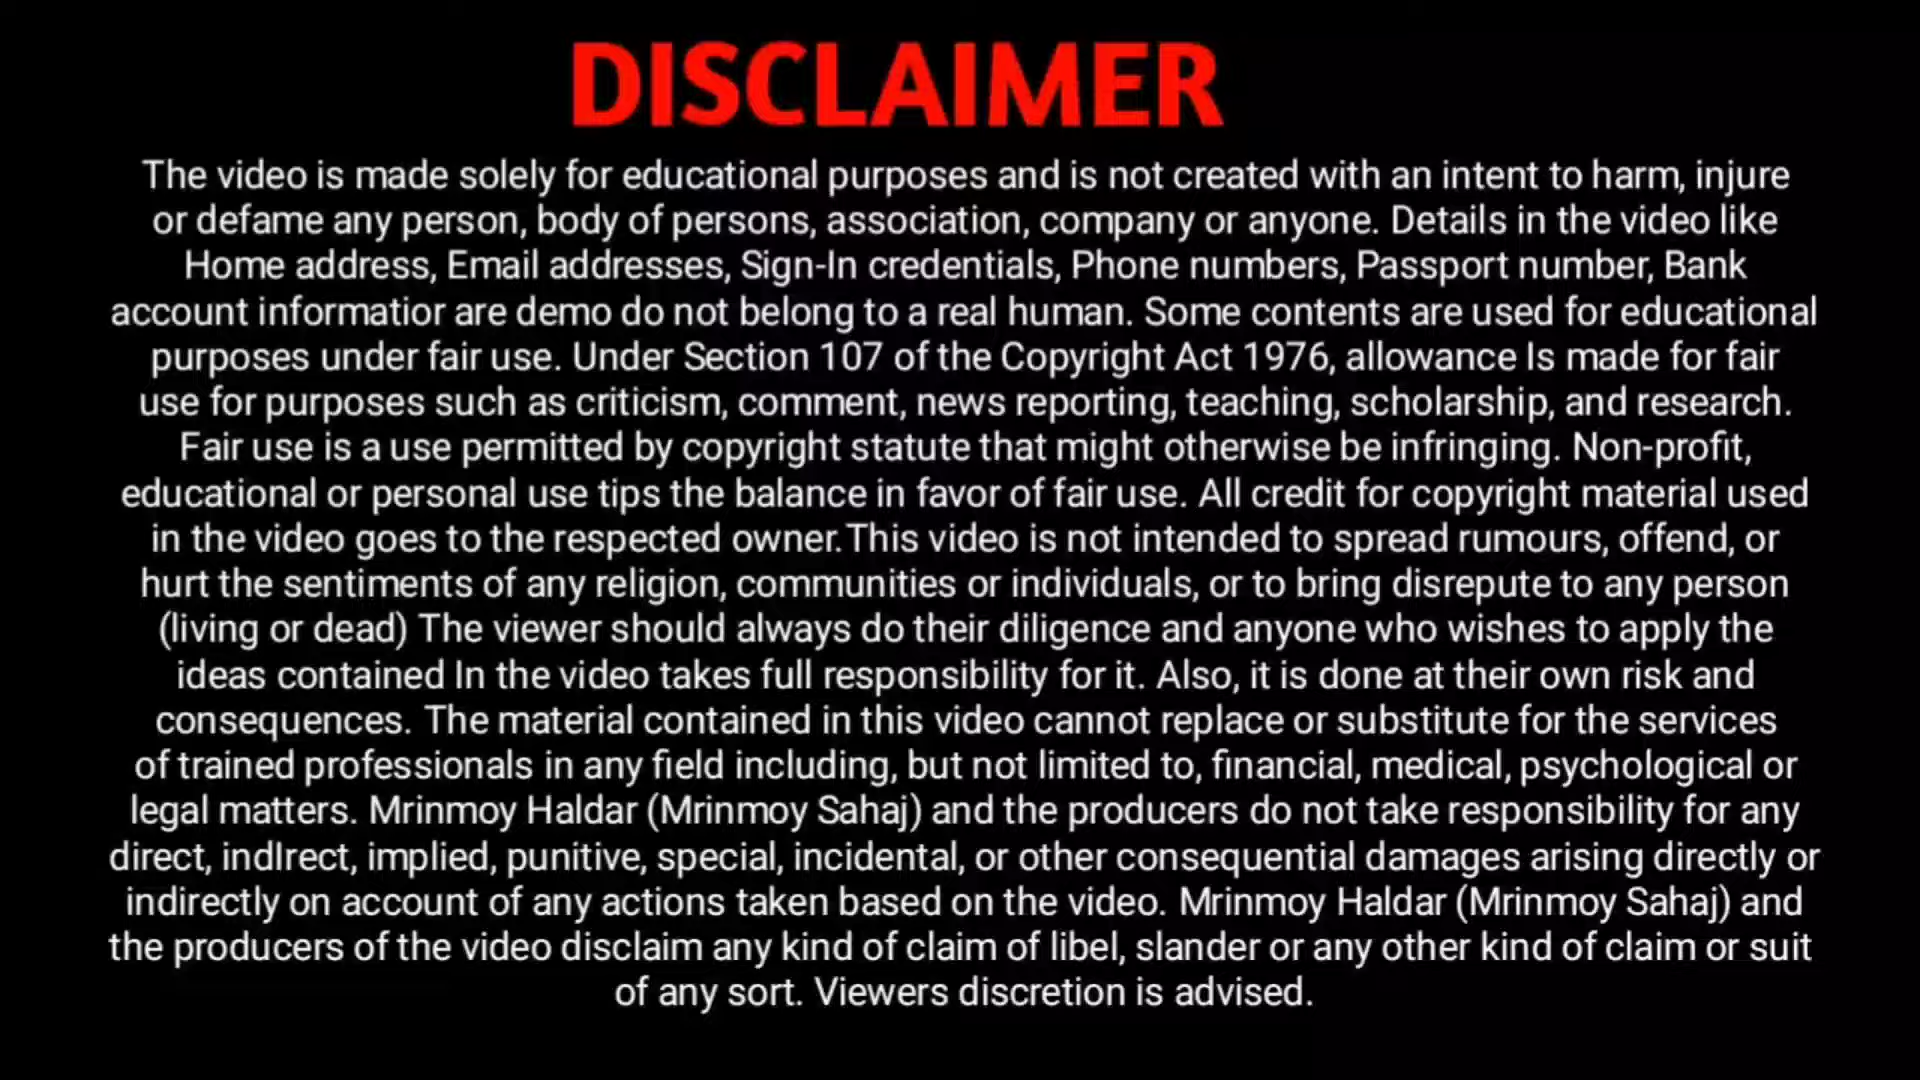 DISCLAIMER
The video is made solely for educational purposes and is not created with an intent to harm, injure
or defame any person, body of persons, association, company or anyone. Details in the video like
Home address, Email addresses, Sign-In credentials, Phone numbers, Passport number, Bank
account informatior are demo do not belong to a real human. Some contents are used for educational
purposes under fair use. Under Section 107 of the Copyright Act 1976, allowance Is made for fair
use for purposes such as criticism, comment, news reporting, teaching, scholarship, and research.
Fair use is a use permitted by copyright statute that might otherwise be infringing. Non-profit,
educational or personal use tips the balance in favor of fair use. All credit for copyright material used
in the video goes to the respected owner.This video is not intended to spread rumours, offend, or
hurt the sentiments of any religion, communities or individuals, or to bring disrepute to any person
(living or dead) The viewer should always do their diligence and anyone who wishes to apply the
ideas contained In the video takes full responsibility for it. Also, it is done at their own risk and
consequences. The material contained in this video cannot replace or substitute for the services
of trained professionals in any field including, but not limited to, financial, medical, psychological or
legal matters. Mrinmoy Haldar (Mrinmoy Sahaj) and the producers do not take responsibility for any
direct, indIrect, implied, punitive, special, incidental, or other consequential damages arising directly or
indirectly on account of any actions taken based on the video. Mrinmoy Haldar (Mrinmoy Sahaj) and
the producers of the video disclaim any kind of claim of libel, slander or any other kind of claim or suit
of any sort. Viewers discretion is advised.